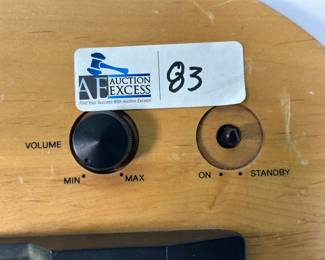 AE AUCTION
EXCESS
Find Your Success With Auction Excess!
83
VOLUME
MIN • • MAX
ON • • STANDBY